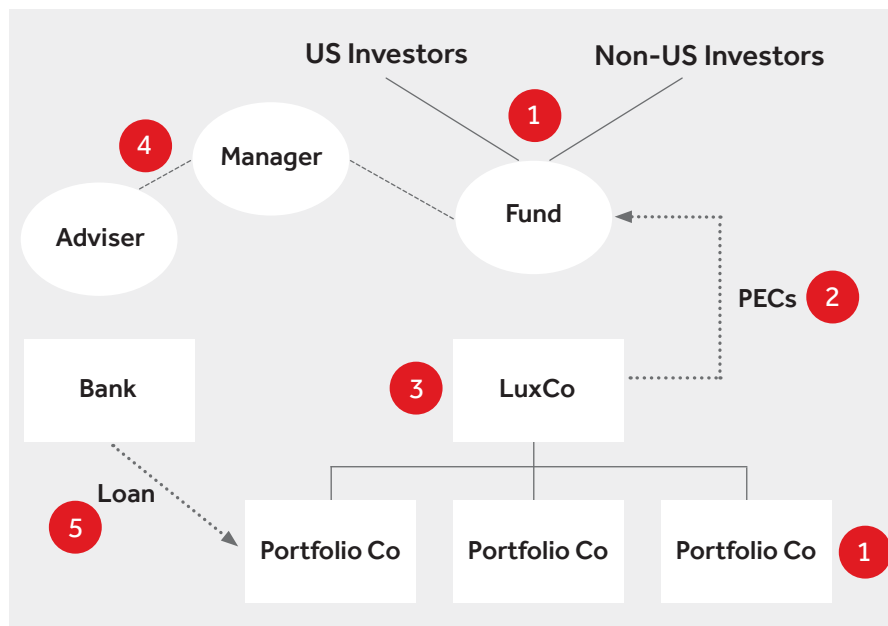 US Investors
Non-US Investors
1
4
Manager
Fund
Adviser
PECs
2
Bank
3
LuxCo
Loan
5
Portfolio Co
Portfolio Co
Portfolio Co
1